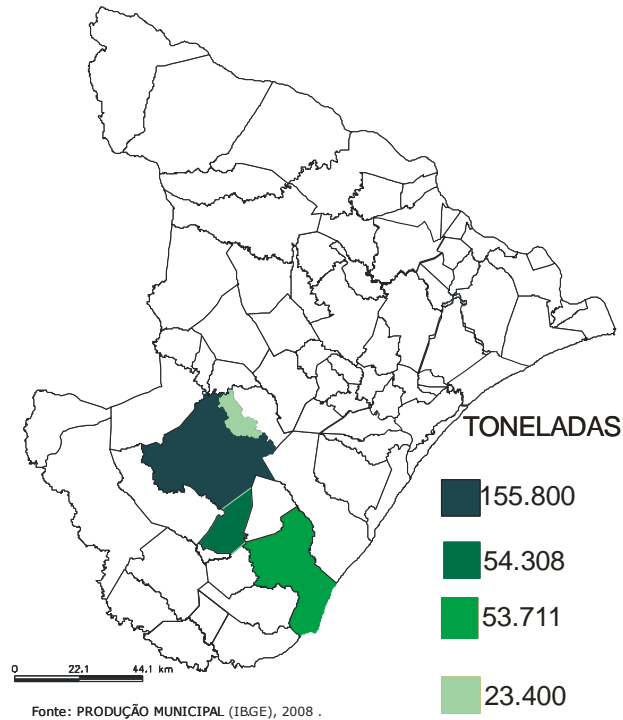 TONELADAS
155.800
54.308
53.711
23.400
0 22.1 44.1 km
Fonte: PRODUÇÃO MUNICIPAL (IBGE), 2008 .